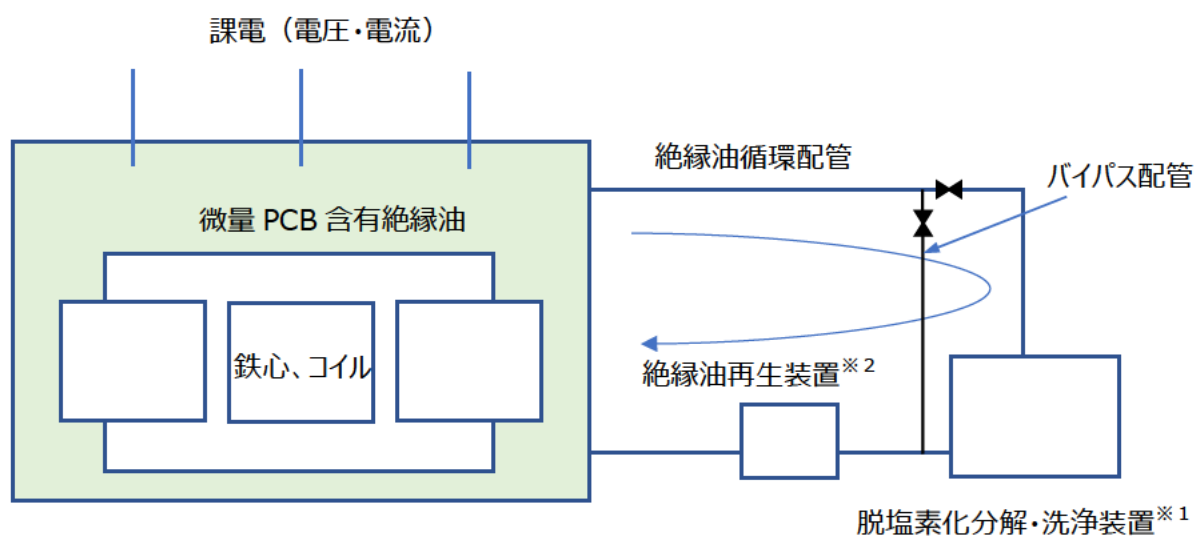 課電（電圧・電流）
絶縁油循環配管
バイパス配管
微量 PCB 含有絶縁油
鉄心、コイル
絶縁油再生装置※2
脱塩素化分解・洗浄装置※1